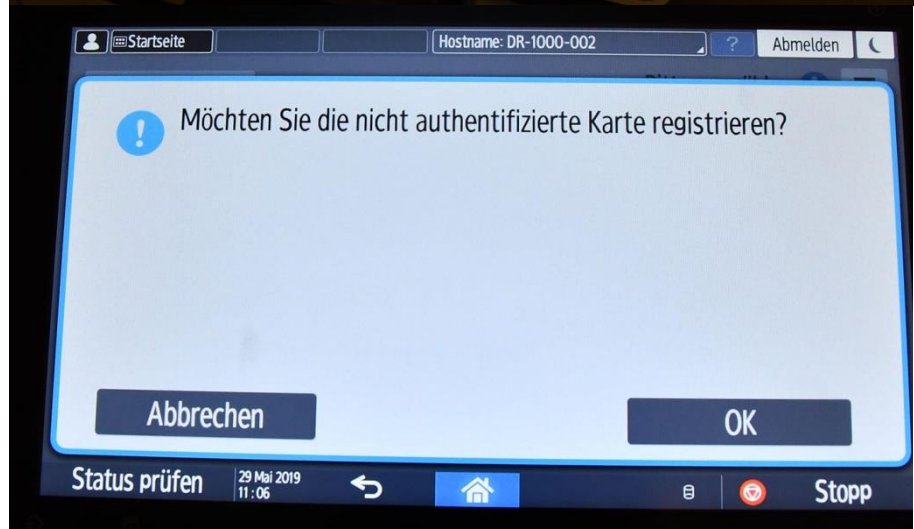 Startseite
Hostname: DR-1000-002
?
Abmelden
!
Möchten Sie die nicht authentifizierte Karte registrieren?
Abbrechen
OK
Status prüfen
29 Mai 2019
11 : 06
Stopp